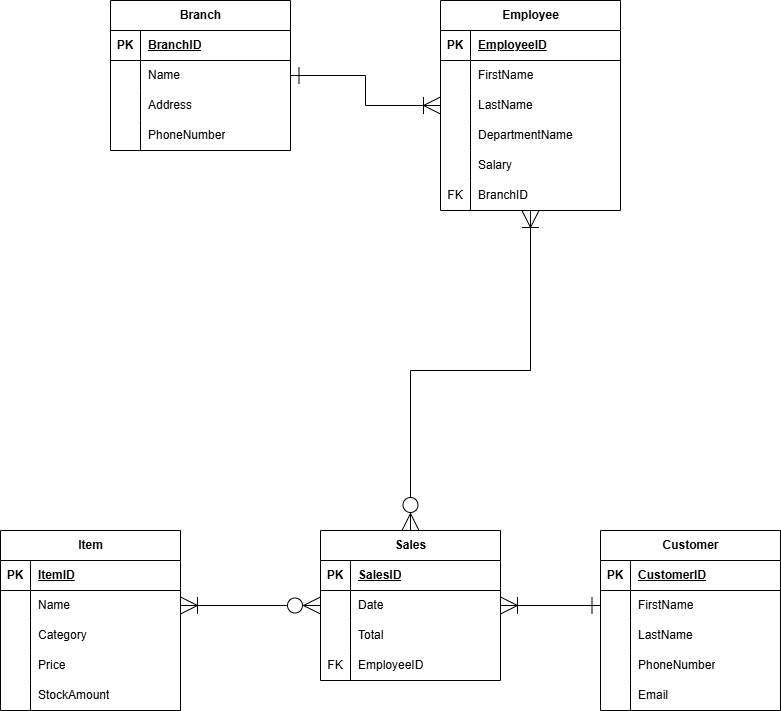 Branch
PK BranchID
Name
Address
PhoneNumber
Employee
PK EmployeeID
FirstName
LastName
DepartmentName
Salary
FK BranchID
Item
PK ItemID
Name
Category
Price
StockAmount
Sales
PK SalesID
Date
Total
FK EmployeeID
Customer
PK CustomerID
FirstName
LastName
PhoneNumber
Email